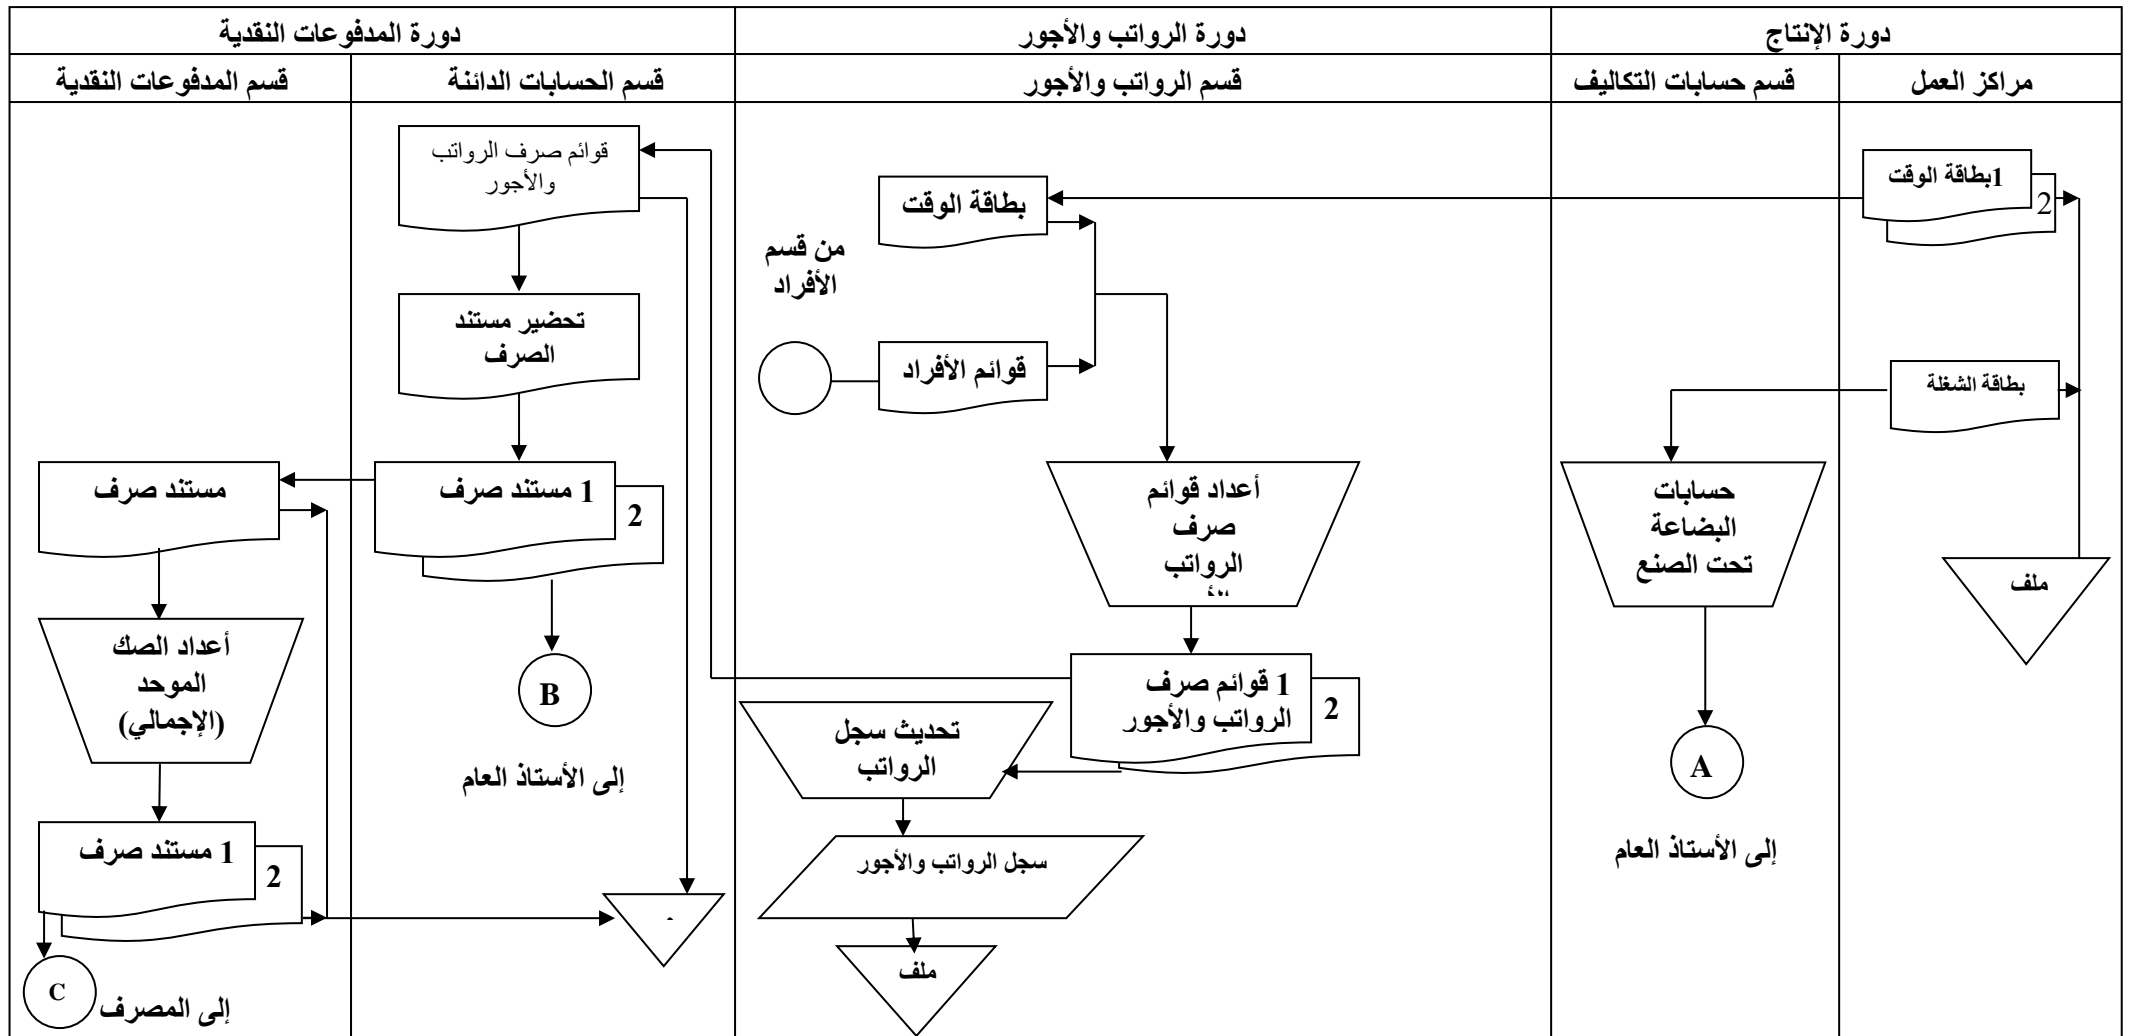 دورة الإنتاج
دورة الرواتب والأجور
دورة المدفوعات النقدية
مراكز العمل
قسم حسابات التكاليف
قسم الرواتب والأجور
قسم الحسابات الدائنة
قسم المدفوعات النقدية
1بطاقة الوقت
2
بطاقة الشغلة
ملف
حسابات
البضاعة
تحت الصنع
A
إلى الأستاذ العام
بطاقة الوقت
من قسم
الأفراد
قوائم الأفراد
أعداد قوائم
صرف
الرواتب
1 قوائم صرف
الرواتب والأجور
2
تحديث سجل
الرواتب
سجل الرواتب والأجور
ملف
قوائم صرف الرواتب
والأجور
تحضير مستند
الصرف
1 مستند صرف
2
B
إلى الأستاذ العام
مستند صرف
أعداد الصك
الموحد
(الإجمالي)
1 مستند صرف
2
C
إلى المصرف